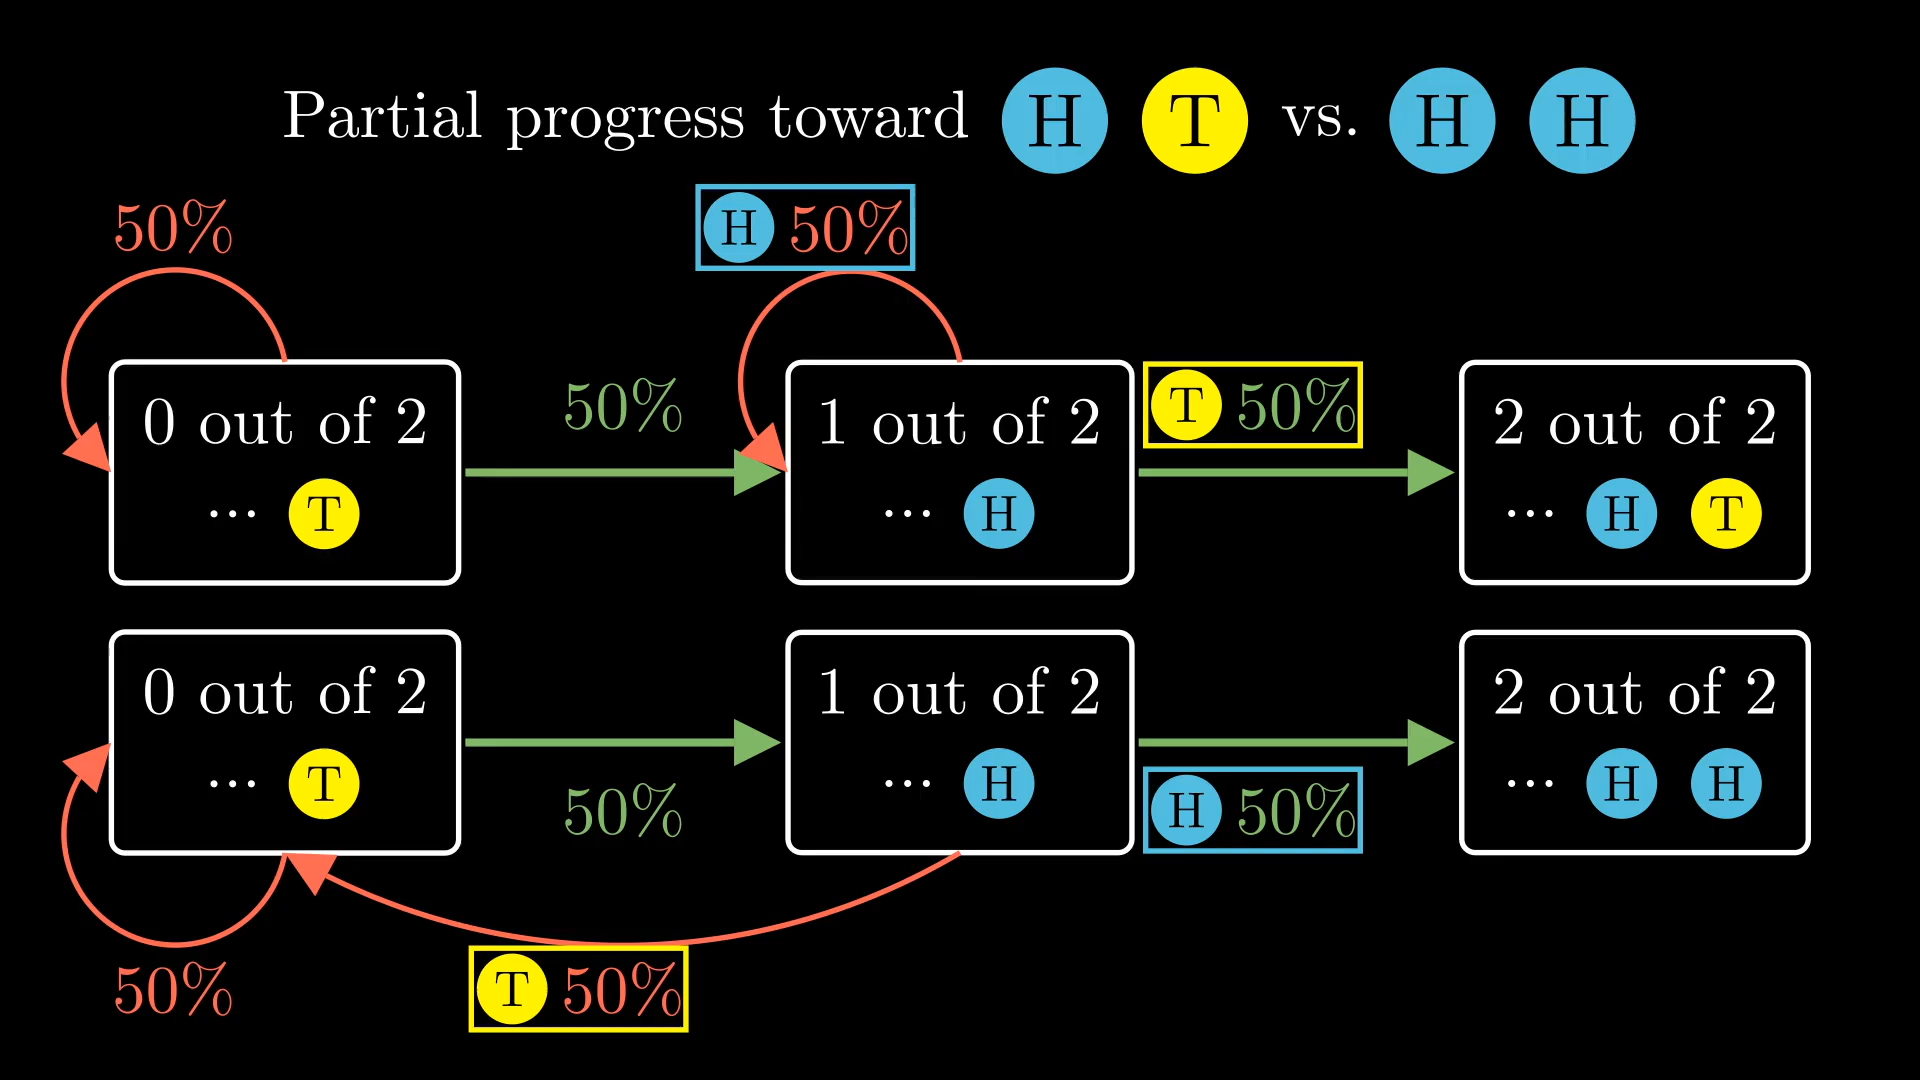 Partial progress toward H T vs. H H
50%
H 50%
50%
T 50%
0 out of 2
... T
1 out of 2
... H
2 out of 2
... H T
0 out of 2
... T
1 out of 2
... H
2 out of 2
... H H
50%
H 50%
50%
T 50%